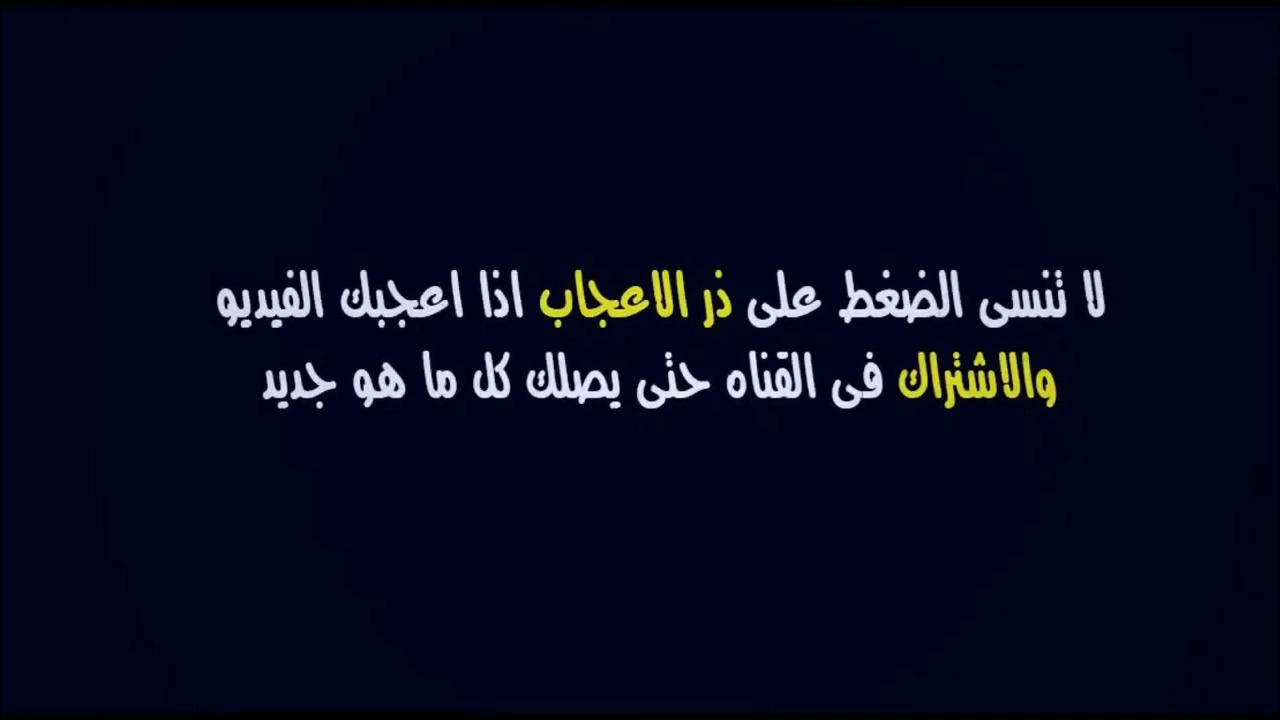 لا تنسى الضغط على ذر الاعجاب اذا اعجبك الفيديو
والاشتراك فى القناه حتى يصلك كل ما هو جديد